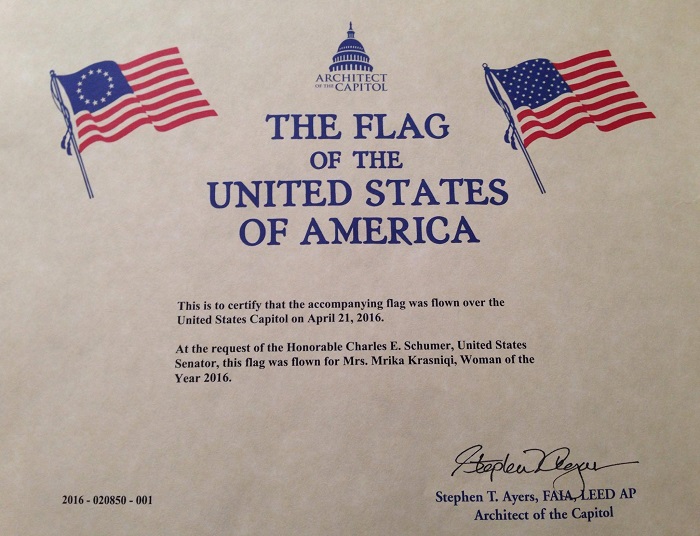 ARCHITECT
OF THE CAPITOL
THE FLAG
OF THE
UNITED STATES
OF AMERICA
This is to certify that the accompanying flag was flown over the
United States Capitol on April 21, 2016.
At the request of the Honorable Charles E. Schumer, United States
Senator, this flag was flown for Mrs. Mrika Krasniqi, Woman of the
Year 2016.
Stephen T. Ayers
2016 - 020850 - 001
Stephen T. Ayers, FAIA, LEED AP
Architect of the Capitol